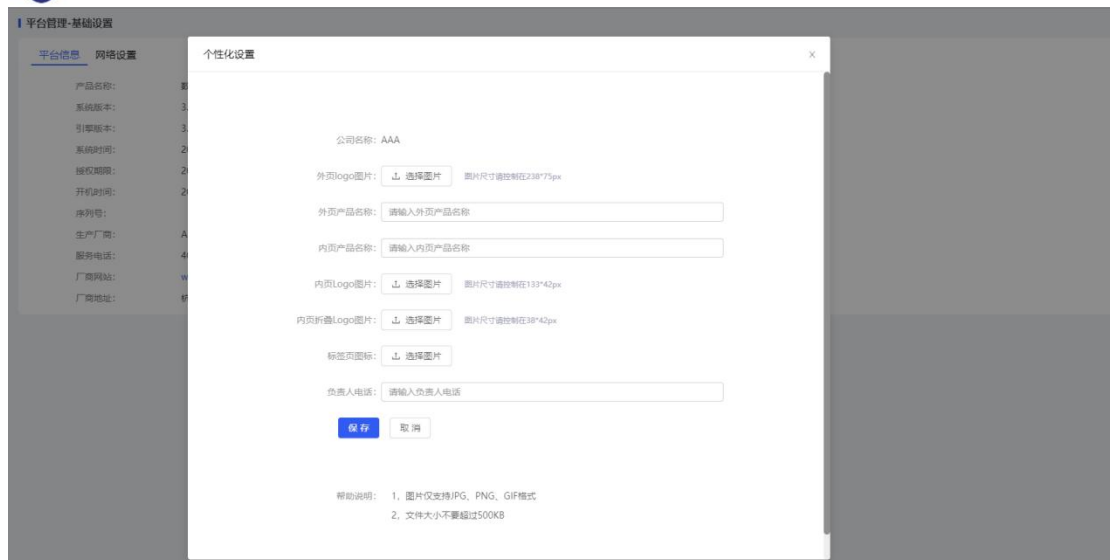 平台管理-基础设置
平台信息 网络设置
个性化设置
产品名称:
系统版本: 3.
引擎版本: 3.
系统时间: 20
授权期限: 20
开机时间: 20
序列号:
生产厂商: A
服务电话: 40
厂商网站: w
厂商地址:
公司名称: AAA
外页logo图片: 选择图片 图片尺寸请控制在238*75px
外页产品名称: 请输入外页产品名称
内页产品名称: 请输入内页产品名称
内页Logo图片: 选择图片 图片尺寸请控制在133*42px
内页折叠Logo图片: 选择图片 图片尺寸请控制在38*42px
标签页图标: 选择图片
负责人电话: 请输入负责人电话
保存 取消
帮助说明: 1、图片仅支持JPG、PNG、GIF格式
2、文件大小不要超过500KB